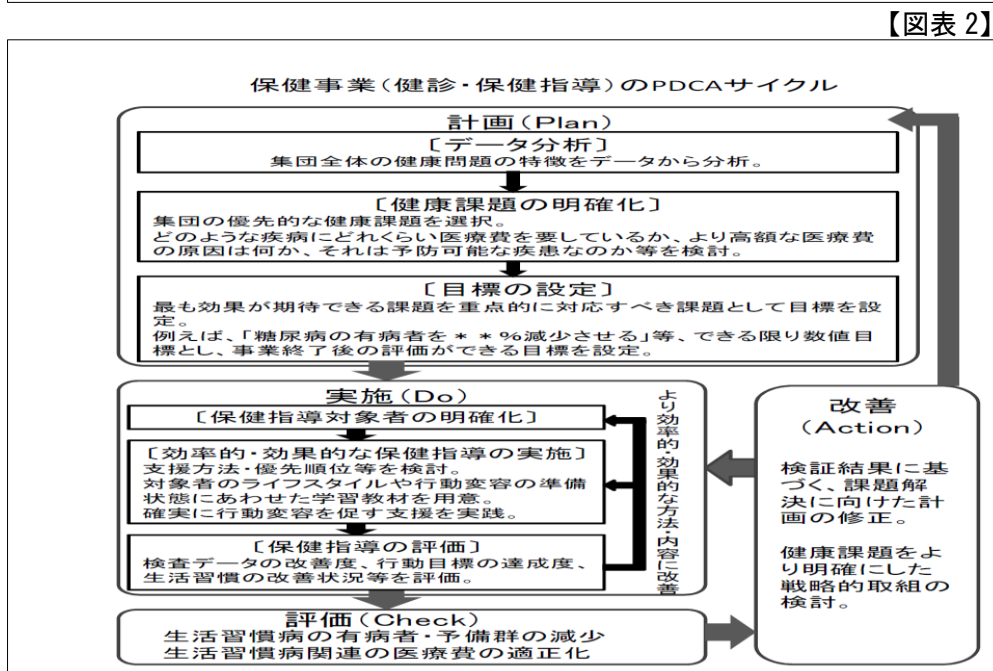 【図表 2】
保健事業(健診・保健指導)のPDCAサイクル
計画(Plan)
〔データ分析〕
集団全体の健康問題の特徴をデータから分析。
〔健康課題の明確化〕
集団の優先的な健康課題を選択。
どのような疾病にどれくらい医療費を要しているか、より高額な医療費
の原因は何か、それは予防可能な疾患なのか等を検討。
〔目標の設定〕
最も効果が期待できる課題を重点的に対応すべき課題として目標を設
定。
例えば、「糖尿病の有病者を＊＊%減少させる」等、できる限り数値目
標とし、事業終了後の評価ができる目標を設定。
実施(Do)
〔保健指導対象者の明確化〕
〔効率的・効果的な保健指導の実施〕
支援方法・優先順位等を検討。
対象者のライフスタイルや行動変容の準備
状態にあわせた学習教材を用意。
確実に行動変容を促す支援を実践。
〔保健指導の評価〕
検査データの改善度、行動目標の達成度、
生活習慣の改善状況等を評価。
より効率的・効果的な方法・内容に改善
評価(Check)
生活習慣病の有病者・予備群の減少
生活習慣病関連の医療費の適正化
改善
(Action)
検証結果に基
づく、課題解
決に向けた計
画の修正。
健康課題をよ
り明確にした
戦略的取組の
検討。